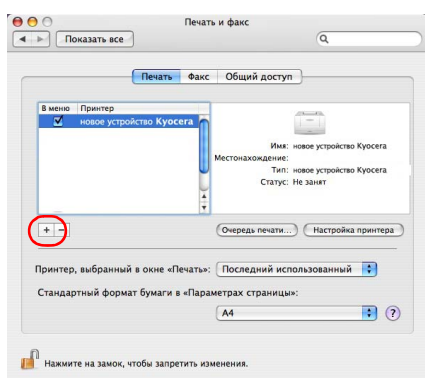 Печать и факс
Показать все
Печать Факс Общий доступ
В меню Принтер
новое устройство Kyocera
Имя: новое устройство Kyocera
Местонахождение:
Тип: новое устройство Kyocera
Статус: Не занят
+ −
Очередь печати... Настройка принтера
Принтер, выбранный в окне «Печать»: Последний использованный
Стандартный формат бумаги в «Параметрах страницы»:
A4 ?
Нажмите на замок, чтобы запретить изменения.